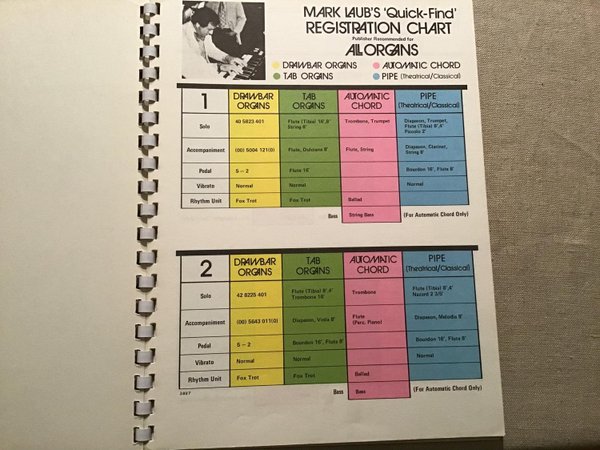 MARK LAUB'S 'Quick-Find'
REGISTRATION CHART
Publisher Recommended for
ALL ORGANS
DRAWBAR ORGANS AUTOMATIC CHORD
TAB ORGANS PIPE (Theatrical/Classical)
1 DRAWBAR ORGANS TAB ORGANS AUTOMATIC CHORD PIPE (Theatrical/Classical)
Solo 40 5823 401 Flute (Tibia) 16',8' String 8' Trombone, Trumpet Diapason, Trumpet, Flute (Tibia) 8',4' Piccolo 2'
Accompaniment (00) 5004 121(0) Flute, Dulciana 8' Flute, String Diapason, Clarinet, String 8'
Pedal 5-2 Flute 16' Bourdon 16', Flute 8'
Vibrato Normal Normal Normal
Rhythm Unit Fox Trot Fox Trot Ballad
Bass String Bass (For Automatic Chord Only)
2 DRAWBAR ORGANS TAB ORGANS AUTOMATIC CHORD PIPE (Theatrical/Classical)
Solo 42 8225 401 Flute (Tibia) 8',4' Trombone 16' Trombone Flute (Tibia) 8',4' Nazard 2 2/3'
Accompaniment (00) 5643 011(0) Diapason, Viola 8' Flute (Perc. Piano) Diapason, Melodia 8'
Pedal 5-2 Bourdon 16', Flute 8' Bourdon 16', Flute 8'
Vibrato Normal Normal Normal
Rhythm Unit Fox Trot Fox Trot Ballad
Bass Bass (For Automatic Chord Only)